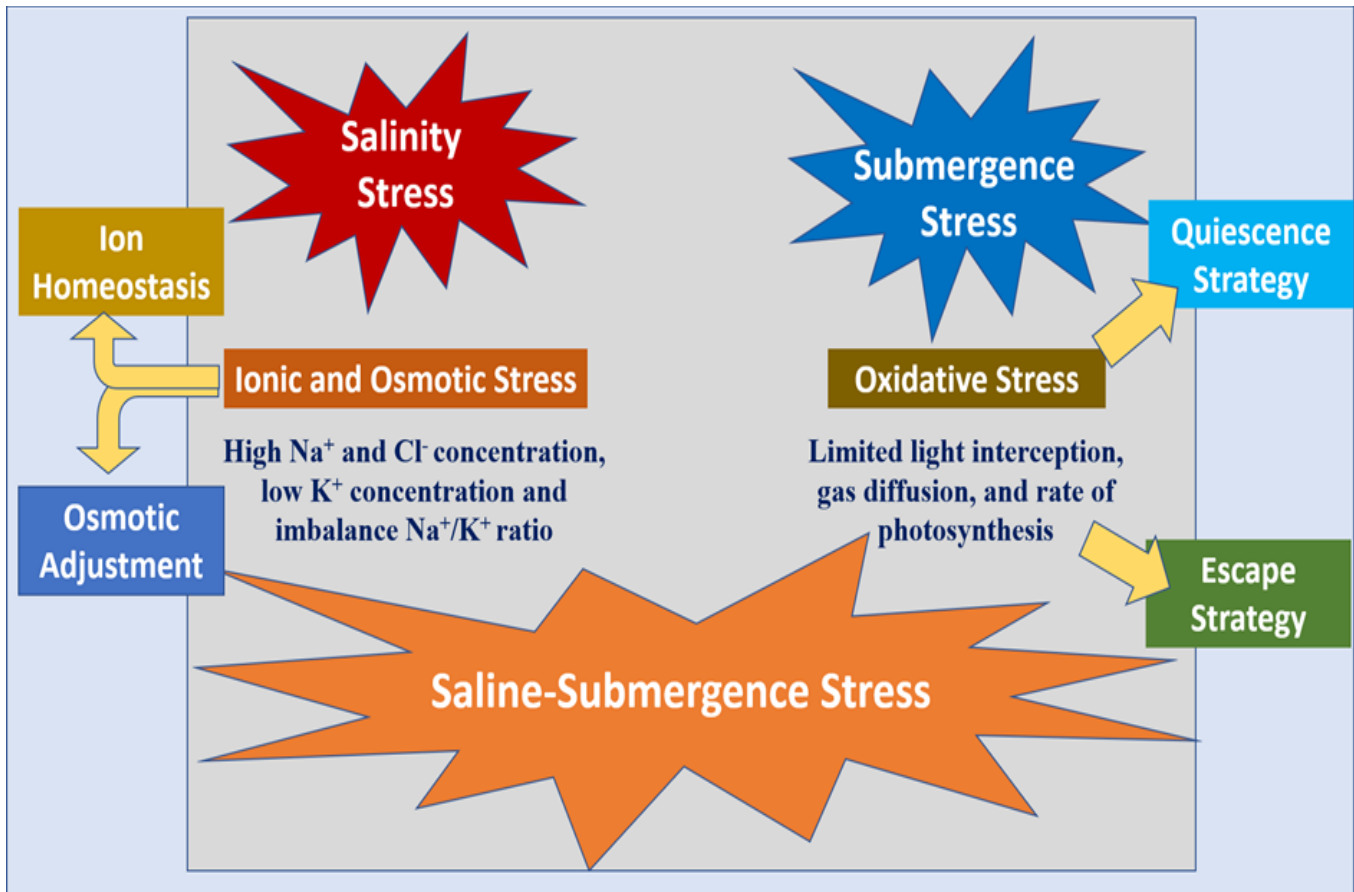 Salinity
Stress
Submergence
Stress
Ion
Homeostasis
Quiescence
Strategy
Ionic and Osmotic Stress
Oxidative Stress
High Na⁺ and Cl⁻ concentration,
low K⁺ concentration and
imbalance Na⁺/K⁺ ratio
Limited light interception,
gas diffusion, and rate of
photosynthesis
Osmotic
Adjustment
Escape
Strategy
Saline-Submergence Stress